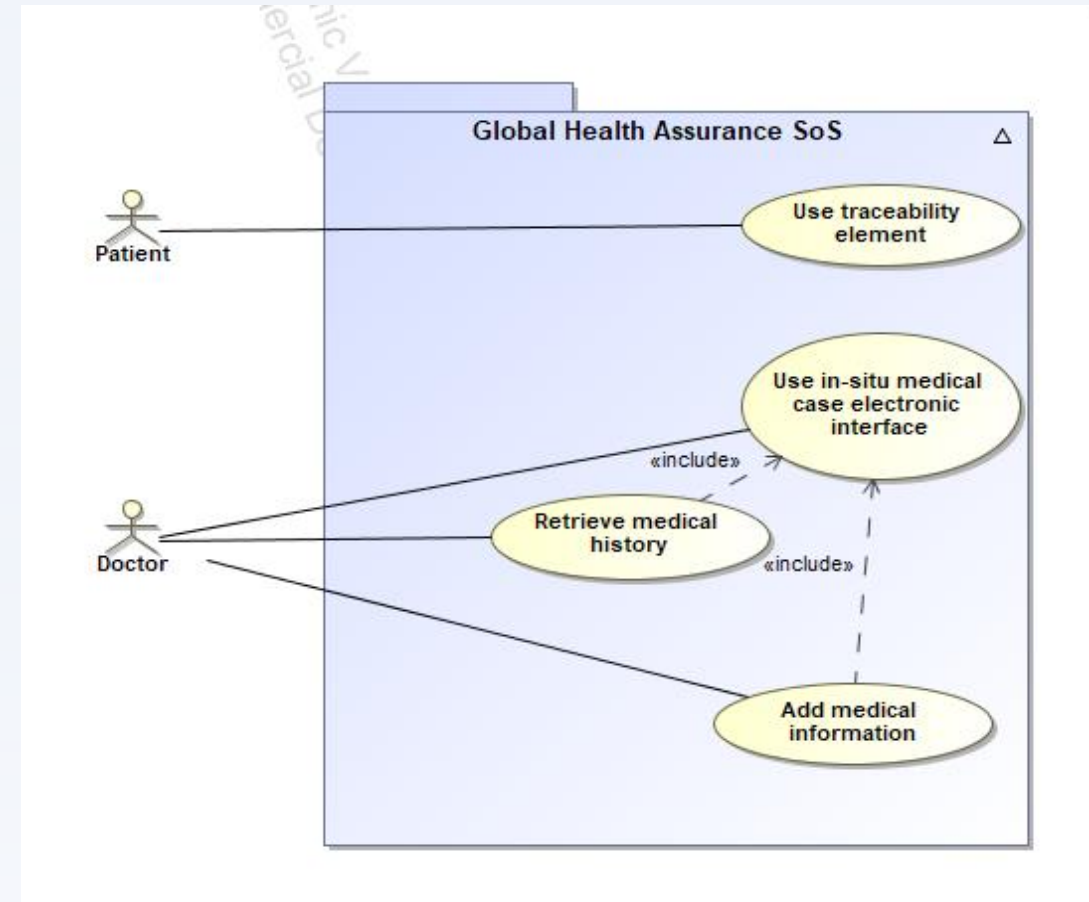 Global Health Assurance SoS
Use traceability
element
Patient
Use in-situ medical
case electronic
interface
«include»
Retrieve medical
history
Doctor
«include»
Add medical
information